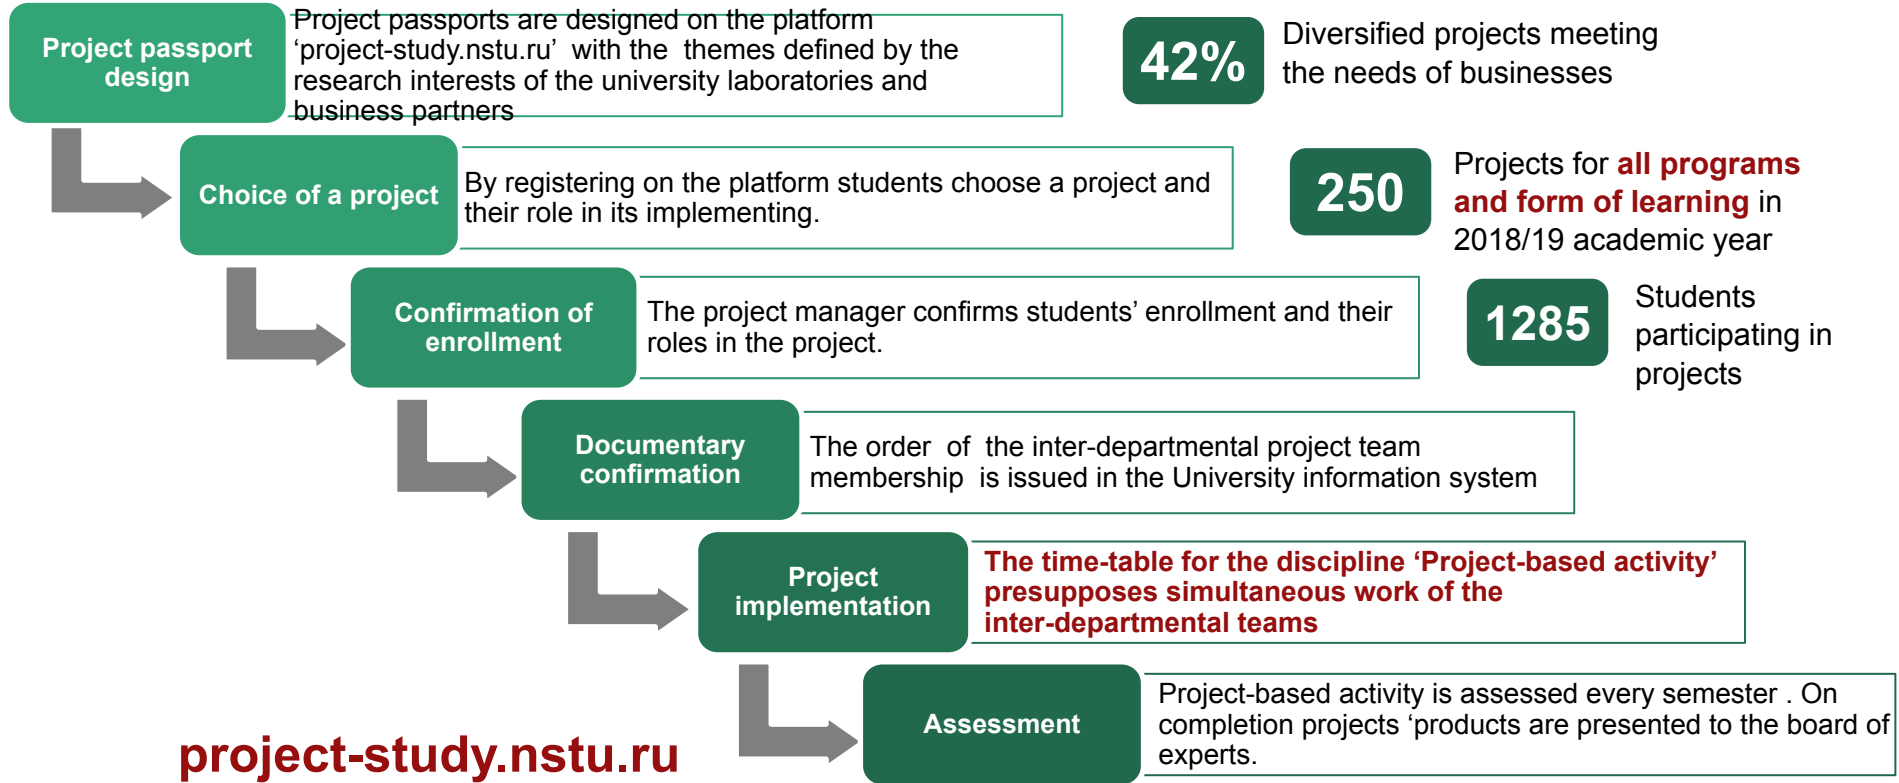 Project passport
design
Project passports are designed on the platform
‘project-study.nstu.ru’ with the themes defined by the
research interests of the university laboratories and
business partners
42%
Diversified projects meeting
the needs of businesses
Choice of a project
By registering on the platform students choose a project and
their role in its implementing.
250
Projects for all programs
and form of learning in
2018/19 academic year
Confirmation of
enrollment
The project manager confirms students’ enrollment and their
roles in the project.
1285
Students
participating in
projects
Documentary
confirmation
The order of the inter-departmental project team
membership is issued in the University information system
Project
implementation
The time-table for the discipline ‘Project-based activity’
presupposes simultaneous work of the
inter-departmental teams
Assessment
Project-based activity is assessed every semester . On
completion projects ‘products are presented to the board of
experts.
project-study.nstu.ru